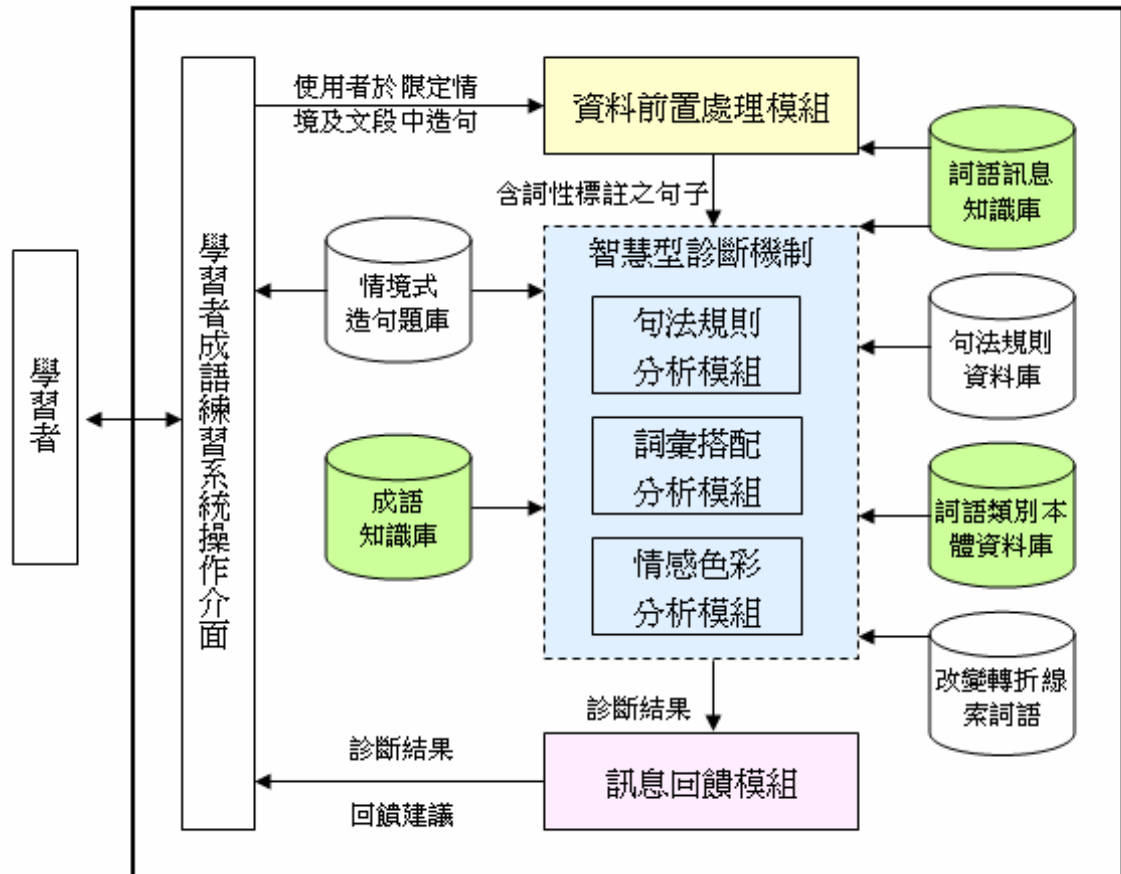 學習者
學習者成語練習系統操作介面
使用者於限定情
境及文段中造句
資料前置處理模組
含詞性標註之句子
詞語訊息
知識庫
情境式
造句題庫
智慧型診斷機制
句法規則
分析模組
句法規則
資料庫
詞彙搭配
分析模組
成語
知識庫
詞語類別本
體資料庫
情感色彩
分析模組
改變轉折線
索詞語
診斷結果
訊息回饋模組
診斷結果
回饋建議